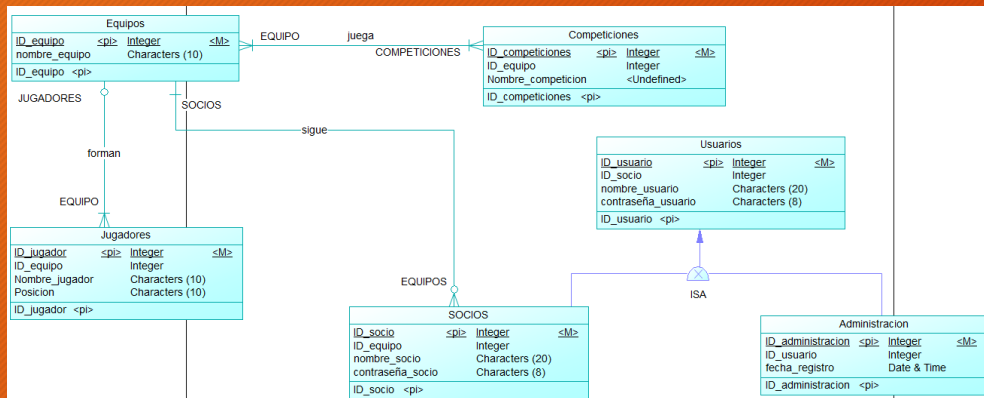 Equipos
ID_equipo <pi> Integer <M>
nombre_equipo Characters (10)
ID_equipo <pi>
EQUIPO juega
COMPETICIONES
Competiciones
ID_competiciones <pi> Integer <M>
ID_equipo Integer
Nombre_competicion <Undefined>
ID_competiciones <pi>
JUGADORES
SOCIOS
sigue
forman
EQUIPO
Usuarios
ID_usuario <pi> Integer <M>
ID_socio Integer
nombre_usuario Characters (20)
contraseña_usuario Characters (8)
ID_usuario <pi>
Jugadores
ID_jugador <pi> Integer <M>
ID_equipo Integer
Nombre_jugador Characters (10)
Posicion Characters (10)
ID_jugador <pi>
EQUIPOS
ISA
SOCIOS
ID_socio <pi> Integer <M>
ID_equipo Integer
nombre_socio Characters (20)
contraseña_socio Characters (8)
ID_socio <pi>
Administracion
ID_administracion <pi> Integer <M>
ID_usuario Integer
fecha_registro Date & Time
ID_administracion <pi>